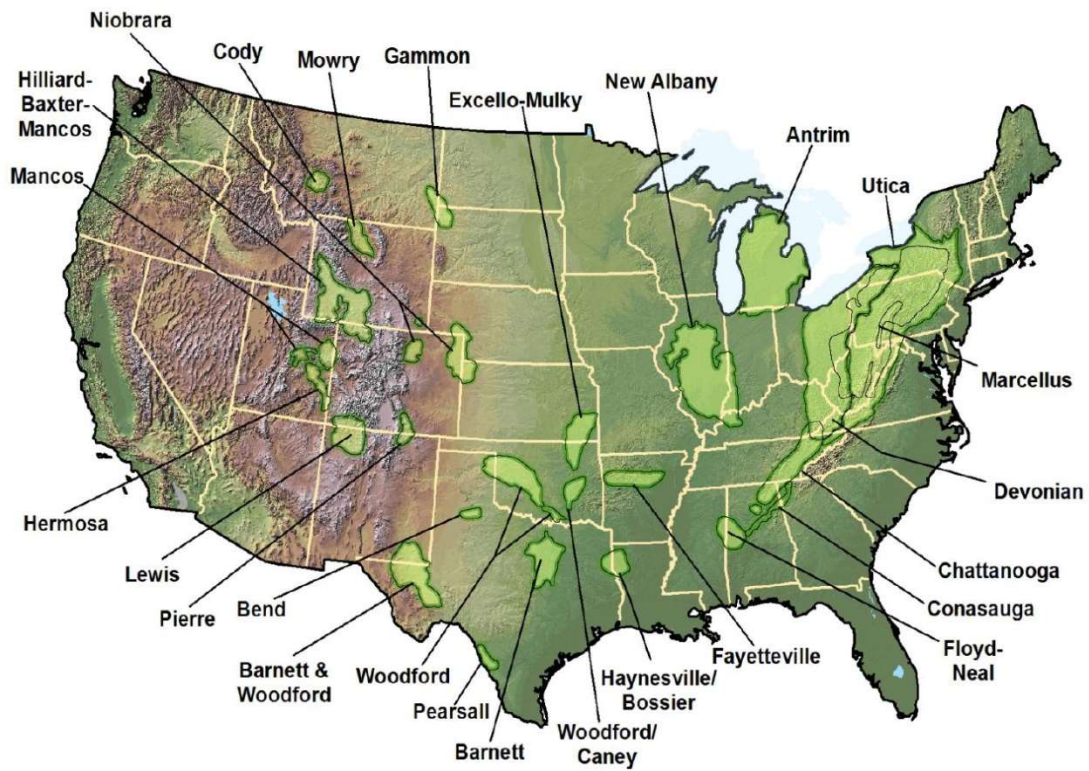 Niobrara
Cody
Mowry
Gammon
Hilliard-
Baxter-
Mancos
Excello-Mulky
New Albany
Antrim
Mancos
Utica
Marcellus
Devonian
Hermosa
Lewis
Pierre
Bend
Chattanooga
Conasauga
Floyd-
Neal
Fayetteville
Barnett &
Woodford
Woodford
Pearsall
Barnett
Haynesville/
Bossier
Woodford/
Caney